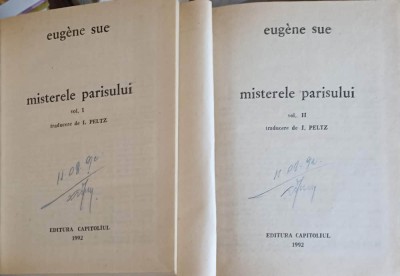 eugène sue
misterele parisului
vol. I
traducere de I. PELTZ
EDITURA CAPITOLIUL
1992
eugène sue
misterele parisului
vol. II
traducere de I. PELTZ
EDITURA CAPITOLIUL
1992